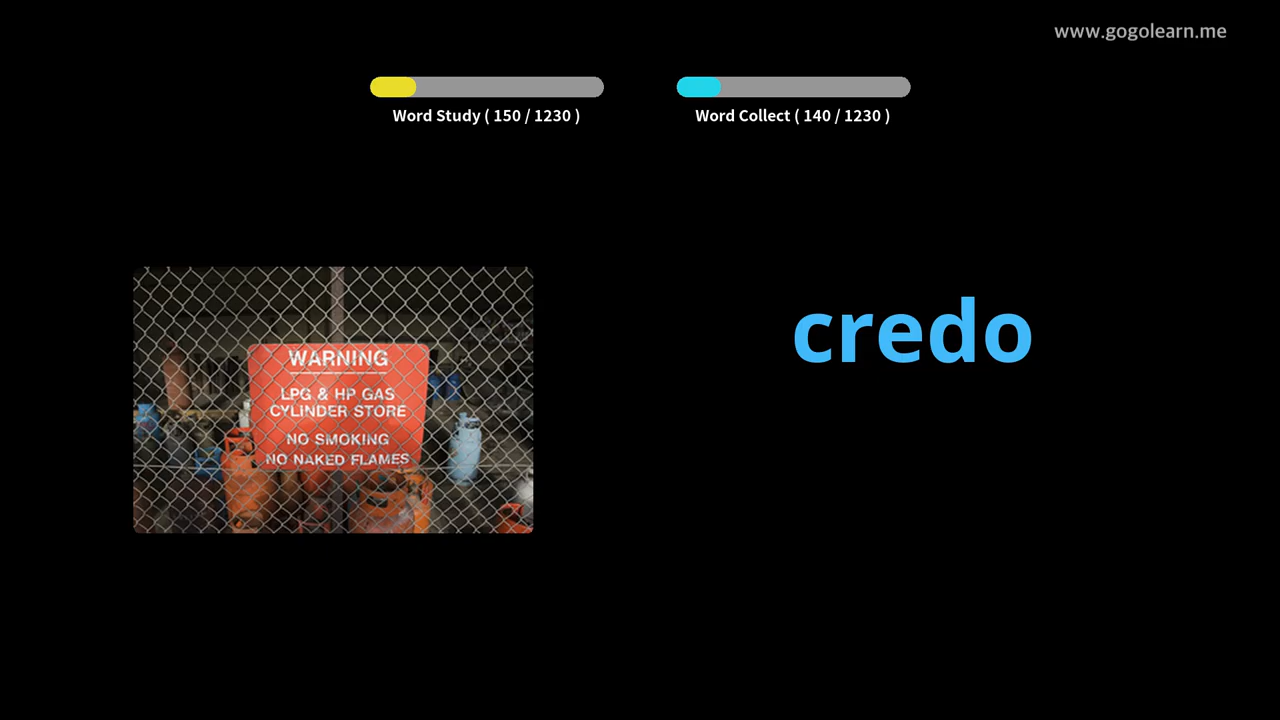 www.gogolearn.me
Word Study ( 150 / 1230 )
Word Collect ( 140 / 1230 )
WARNING
LPG & HP GAS
CYLINDER STORE
NO SMOKING
NO NAKED FLAMES
credo